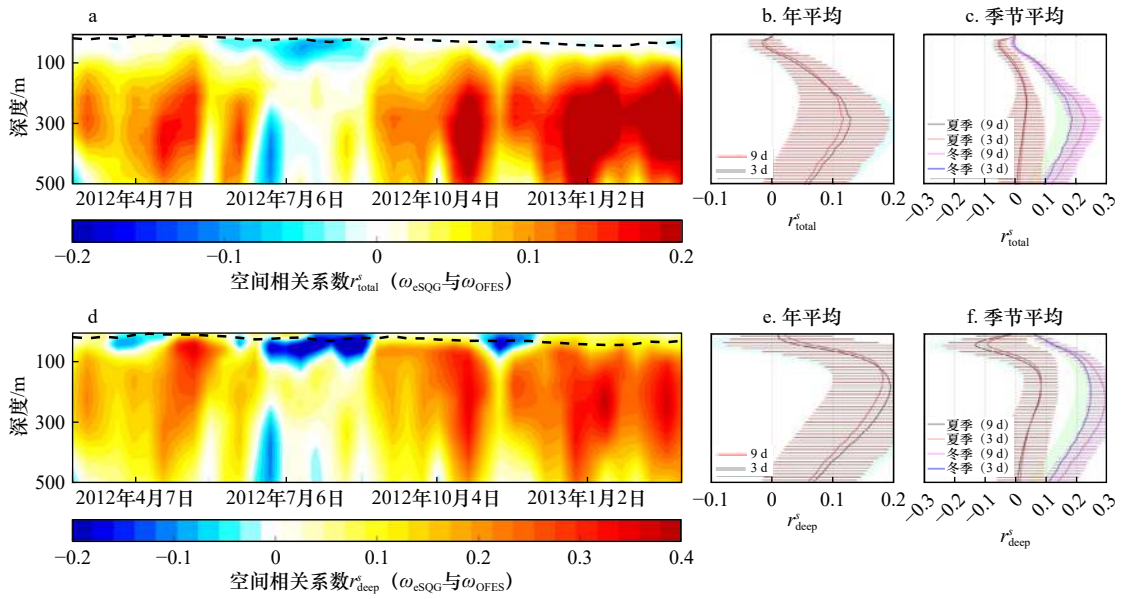 a
b. 年平均
c. 季节平均
100
300
500
深度/m
2012年4月7日
2012年7月6日
2012年10月4日
2013年1月2日
9 d
3 d
夏季（9 d）
夏季（3 d）
冬季（9 d）
冬季（3 d）
−0.1
0
0.1
0.2
r^s_total
−0.3
−0.2
−0.1
0
0.1
0.2
0.3
r^s_total
−0.2
−0.1
0
0.1
0.2
空间相关系数r^s_total（ω_eSQG与ω_OFES）
d
e. 年平均
f. 季节平均
100
300
500
深度/m
2012年4月7日
2012年7月6日
2012年10月4日
2013年1月2日
9 d
3 d
夏季（9 d）
夏季（3 d）
冬季（9 d）
冬季（3 d）
−0.1
0
0.1
0.2
r^s_deep
−0.3
−0.2
−0.1
0
0.1
0.2
0.3
r^s_deep
−0.2
−0.1
0
0.1
0.2
0.3
0.4
空间相关系数r^s_deep（ω_eSQG与ω_OFES）